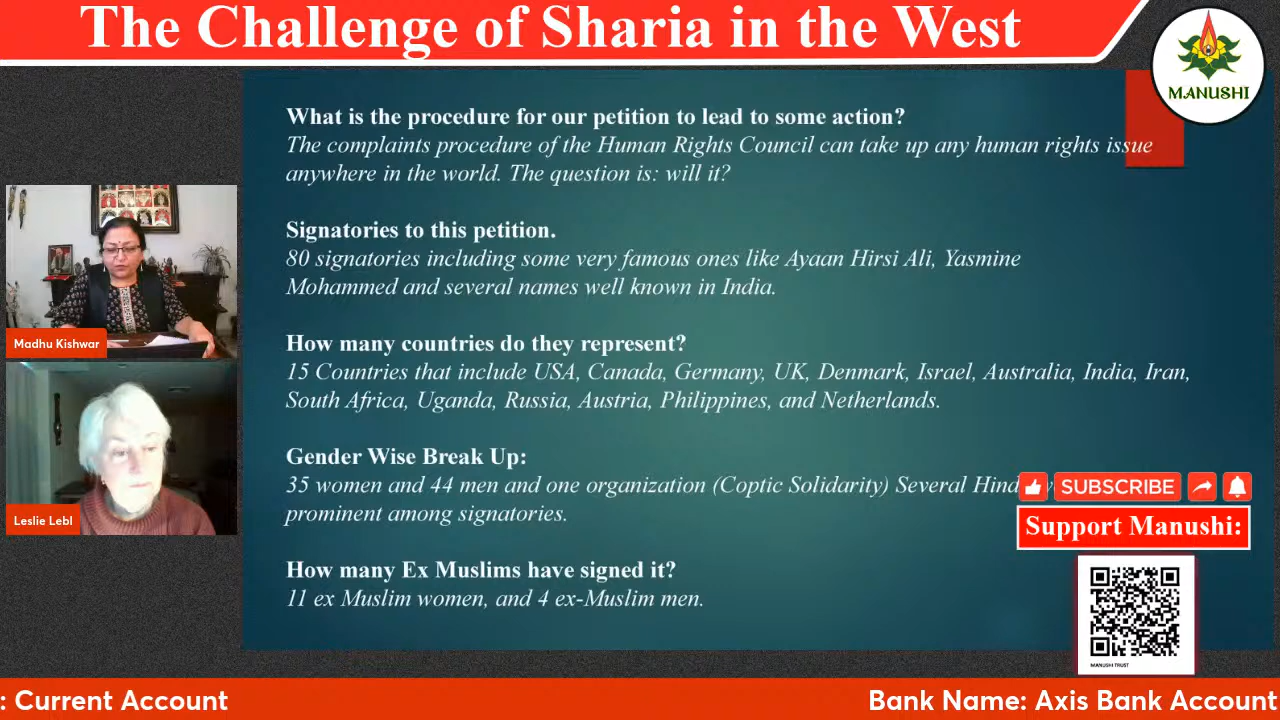 The Challenge of Sharia in the West
MANUSHI
What is the procedure for our petition to lead to some action?
The complaints procedure of the Human Rights Council can take up any human rights issue
anywhere in the world. The question is: will it?
Signatories to this petition.
80 signatories including some very famous ones like Ayaan Hirsi Ali, Yasmine
Mohammed and several names well known in India.
How many countries do they represent?
15 Countries that include USA, Canada, Germany, UK, Denmark, Israel, Australia, India, Iran,
South Africa, Uganda, Russia, Austria, Philippines, and Netherlands.
Gender Wise Break Up:
35 women and 44 men and one organization (Coptic Solidarity) Several
prominent among signatories.
How many Ex Muslims have signed it?
11 ex Muslim women, and 4 ex-Muslim men.
Madhu Kishwar
Leslie Lebl
SUBSCRIBE
Support Manushi:
MANUSHI TRUST
: Current Account
Bank Name: Axis Bank Account